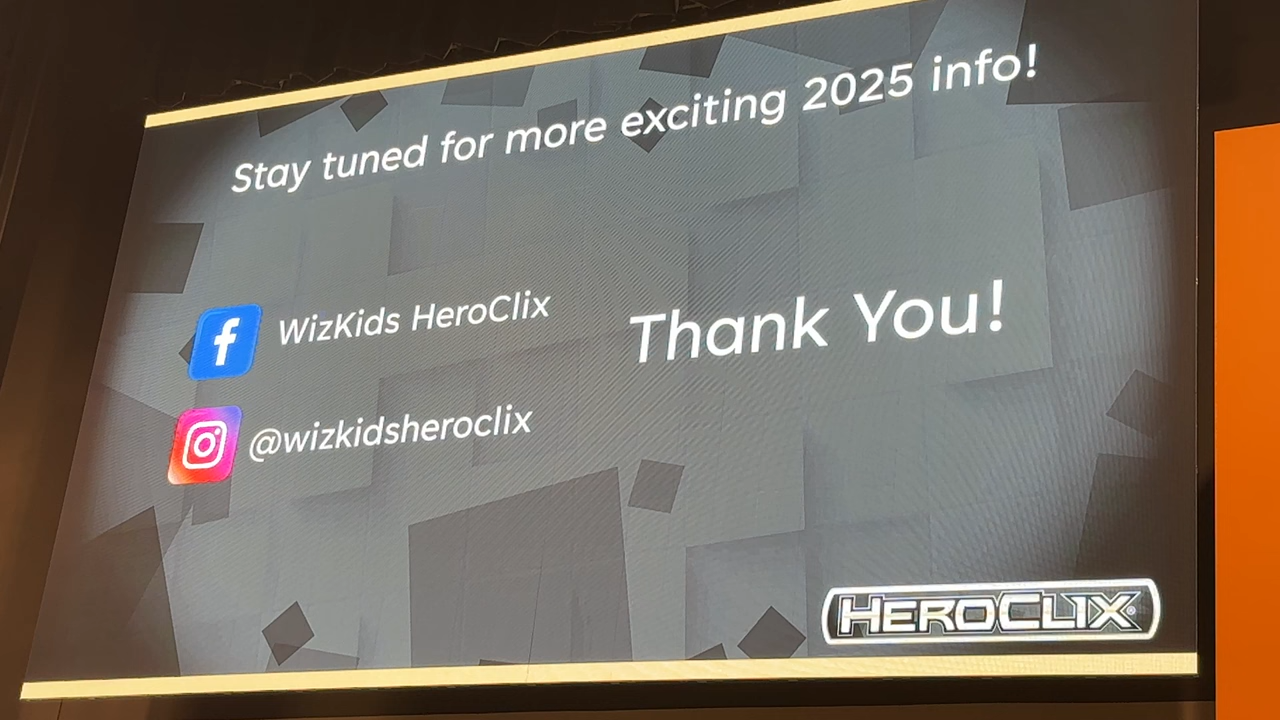 Stay tuned for more exciting 2025 info!
WizKids HeroClix
Thank You!
@wizkidsheroclix
HEROCLIX®